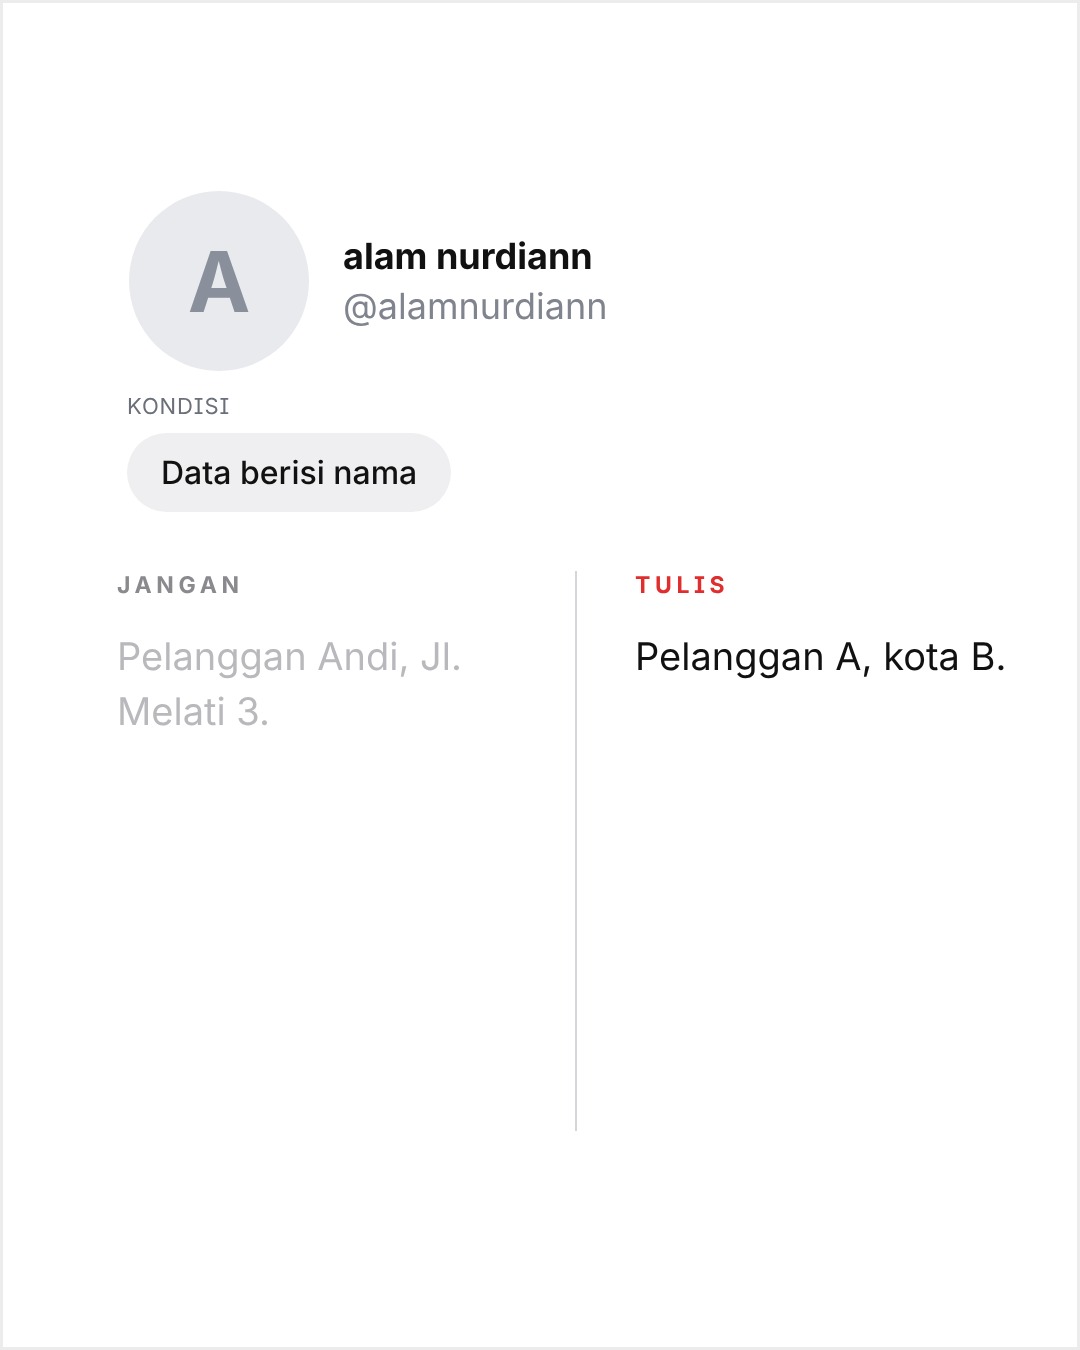 A
alam nurdiann
@alamnurdiann
KONDISI
Data berisi nama
JANGAN
Pelanggan Andi, Jl.
Melati 3.
TULIS
Pelanggan A, kota B.